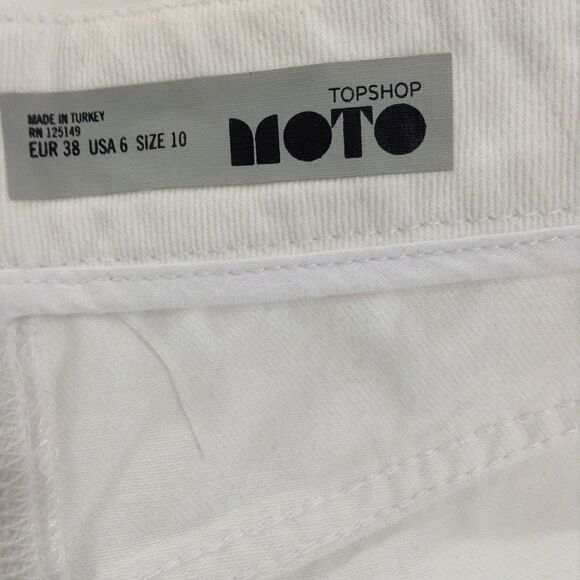 MADE IN TURKEY
RN 125149
EUR 38 USA 6 SIZE 10
TOPSHOP
MOTO